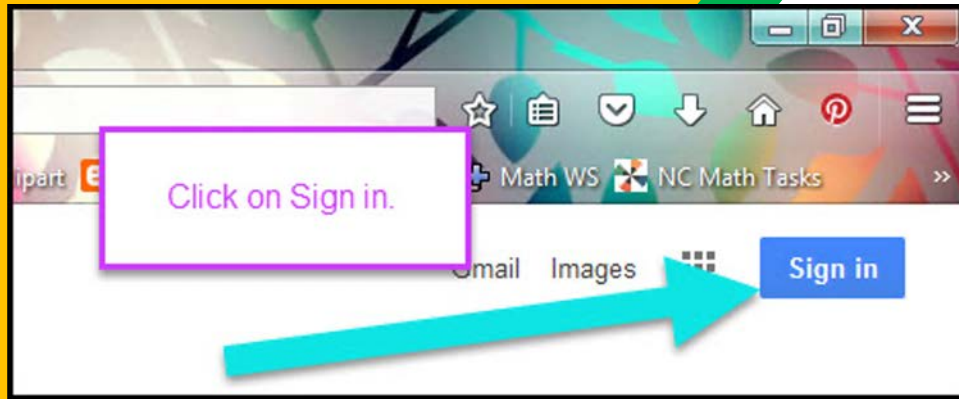 ipart
Math WS NC Math Tasks »
Click on Sign in.
Gmail Images Sign in